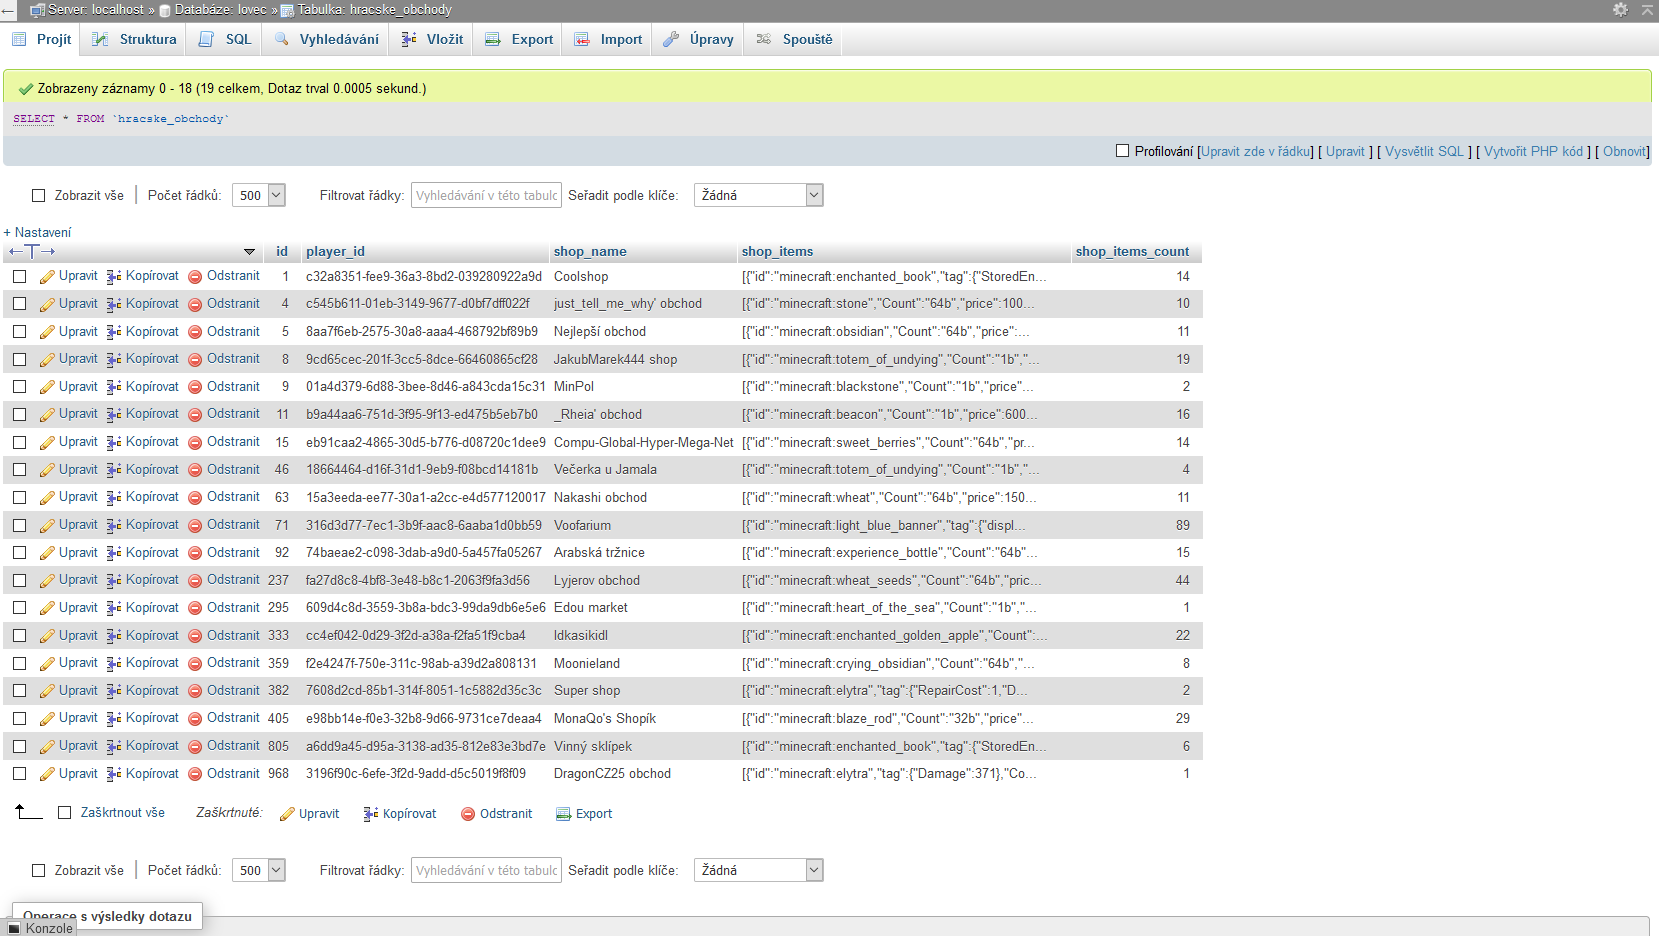 Server: localhost » Databáze: lovec » Tabulka: hracske_obchody
Projít Struktura SQL Vyhledávání Vložit Export Import Úpravy Spouště
Zobrazeny záznamy 0 - 18 (19 celkem, Dotaz trval 0.0005 sekund.)
SELECT * FROM `hracske_obchody`
Profilování [Upravit zde v řádku] [ Upravit ] [ Vysvětlit SQL ] [ Vytvořit PHP kód ] [ Obnovit]
Zobrazit vše Počet řádků: 500 Filtrovat řádky: Vyhledávání v této tabulc Seřadit podle klíče: Žádná
+ Nastavení
id player_id shop_name shop_items shop_items_count
Upravit Kopírovat Odstranit 1 c32a8351-fee9-36a3-8bd2-039280922a9d Coolshop [{"id":"minecraft:enchanted_book","tag":{"StoredEn... 14
Upravit Kopírovat Odstranit 4 c545b611-01eb-3149-9677-d0bf7dff022f just_tell_me_why' obchod [{"id":"minecraft:stone","Count":"64b","price":100... 10
Upravit Kopírovat Odstranit 5 8aa7f6eb-2575-30a8-aaa4-468792bf89b9 Nejlepší obchod [{"id":"minecraft:obsidian","Count":"64b","price":... 11
Upravit Kopírovat Odstranit 8 9cd65cec-201f-3cc5-8dce-66460865cf28 JakubMarek444 shop [{"id":"minecraft:totem_of_undying","Count":"1b","... 19
Upravit Kopírovat Odstranit 9 01a4d379-6d88-3bee-8d46-a843cda15c31 MinPol [{"id":"minecraft:blackstone","Count":"1b","price"... 2
Upravit Kopírovat Odstranit 11 b9a44aa6-751d-3f95-9f13-ed475b5eb7b0 _Rheia' obchod [{"id":"minecraft:beacon","Count":"1b","price":600... 16
Upravit Kopírovat Odstranit 15 eb91caa2-4865-30d5-b776-d08720c1dee9 Compu-Global-Hyper-Mega-Net [{"id":"minecraft:sweet_berries","Count":"64b","pr... 14
Upravit Kopírovat Odstranit 46 18664464-d16f-31d1-9eb9-f08bcd14181b Večerka u Jamala [{"id":"minecraft:totem_of_undying","Count":"1b","... 4
Upravit Kopírovat Odstranit 63 15a3eeda-ee77-30a1-a2cc-e4d577120017 Nakashi obchod [{"id":"minecraft:wheat","Count":"64b","price":150... 11
Upravit Kopírovat Odstranit 71 316d3d77-7ec1-3b9f-aac8-6aaba1d0bb59 Voofarium [{"id":"minecraft:light_blue_banner","tag":{"displ... 89
Upravit Kopírovat Odstranit 92 74baeae2-c098-3dab-a9d0-5a457fa05267 Arabská tržnice [{"id":"minecraft:experience_bottle","Count":"64b"... 15
Upravit Kopírovat Odstranit 237 fa27d8c8-4bf8-3e48-b8c1-2063f9fa3d56 Lyjerov obchod [{"id":"minecraft:wheat_seeds","Count":"64b","pric... 44
Upravit Kopírovat Odstranit 295 609d4c8d-3559-3b8a-bdc3-99da9db6e5e6 Edou market [{"id":"minecraft:heart_of_the_sea","Count":"1b","... 1
Upravit Kopírovat Odstranit 333 cc4ef042-0d29-3f2d-a38a-f2fa51f9cba4 Idkasikidl [{"id":"minecraft:enchanted_golden_apple","Count":... 22
Upravit Kopírovat Odstranit 359 f2e4247f-750e-311c-98ab-a39d2a808131 Moonieland [{"id":"minecraft:crying_obsidian","Count":"64b","... 8
Upravit Kopírovat Odstranit 382 7608d2cd-85b1-314f-8051-1c5882d35c3c Super shop [{"id":"minecraft:elytra","tag":{"RepairCost":1,"D... 2
Upravit Kopírovat Odstranit 405 e98bb14e-f0e3-32b8-9d66-9731ce7deaa4 MonaQo's Shopík [{"id":"minecraft:blaze_rod","Count":"32b","price"... 29
Upravit Kopírovat Odstranit 805 a6dd9a45-d95a-3138-ad35-812e83e3bd7e Vinný sklípek [{"id":"minecraft:enchanted_book","tag":{"StoredEn... 6
Upravit Kopírovat Odstranit 968 3196f90c-6efe-3f2d-9add-d5c5019f8f09 DragonCZ25 obchod [{"id":"minecraft:elytra","tag":{"Damage":371},"Co... 1
Zaškrtnout vše Zaškrtnuté: Upravit Kopírovat Odstranit Export
Zobrazit vše Počet řádků: 500 Filtrovat řádky: Vyhledávání v této tabulc Seřadit podle klíče: Žádná
Operace s výsledky dotazu
Konzole